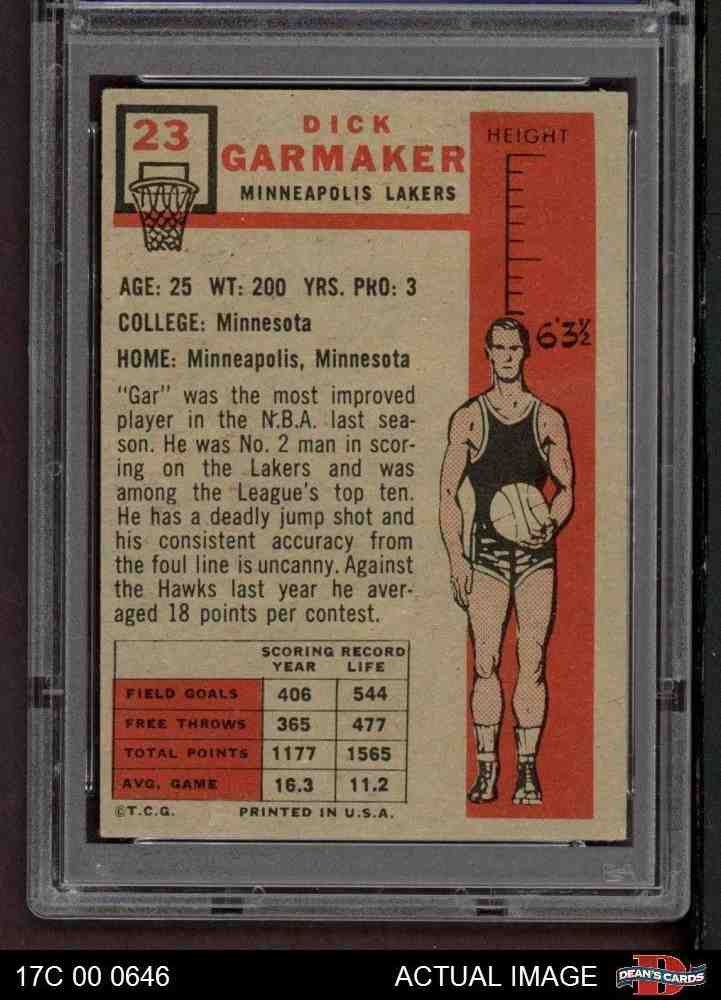 23
DICK
GARMAKER
MINNEAPOLIS LAKERS
HEIGHT
6'3½
AGE: 25 WT: 200 YRS. PRO: 3
COLLEGE: Minnesota
HOME: Minneapolis, Minnesota
"Gar" was the most improved
player in the N.B.A. last sea-
son. He was No. 2 man in scor-
ing on the Lakers and was
among the League's top ten.
He has a deadly jump shot and
his consistent accuracy from
the foul line is uncanny. Against
the Hawks last year he aver-
aged 18 points per contest.
SCORING RECORD
YEAR LIFE
FIELD GOALS 406 544
FREE THROWS 365 477
TOTAL POINTS 1177 1565
AVG. GAME 16.3 11.2
©T.C.G. PRINTED IN U.S.A.
17C 00 0646 ACTUAL IMAGE
D
DEAN'S CARDS